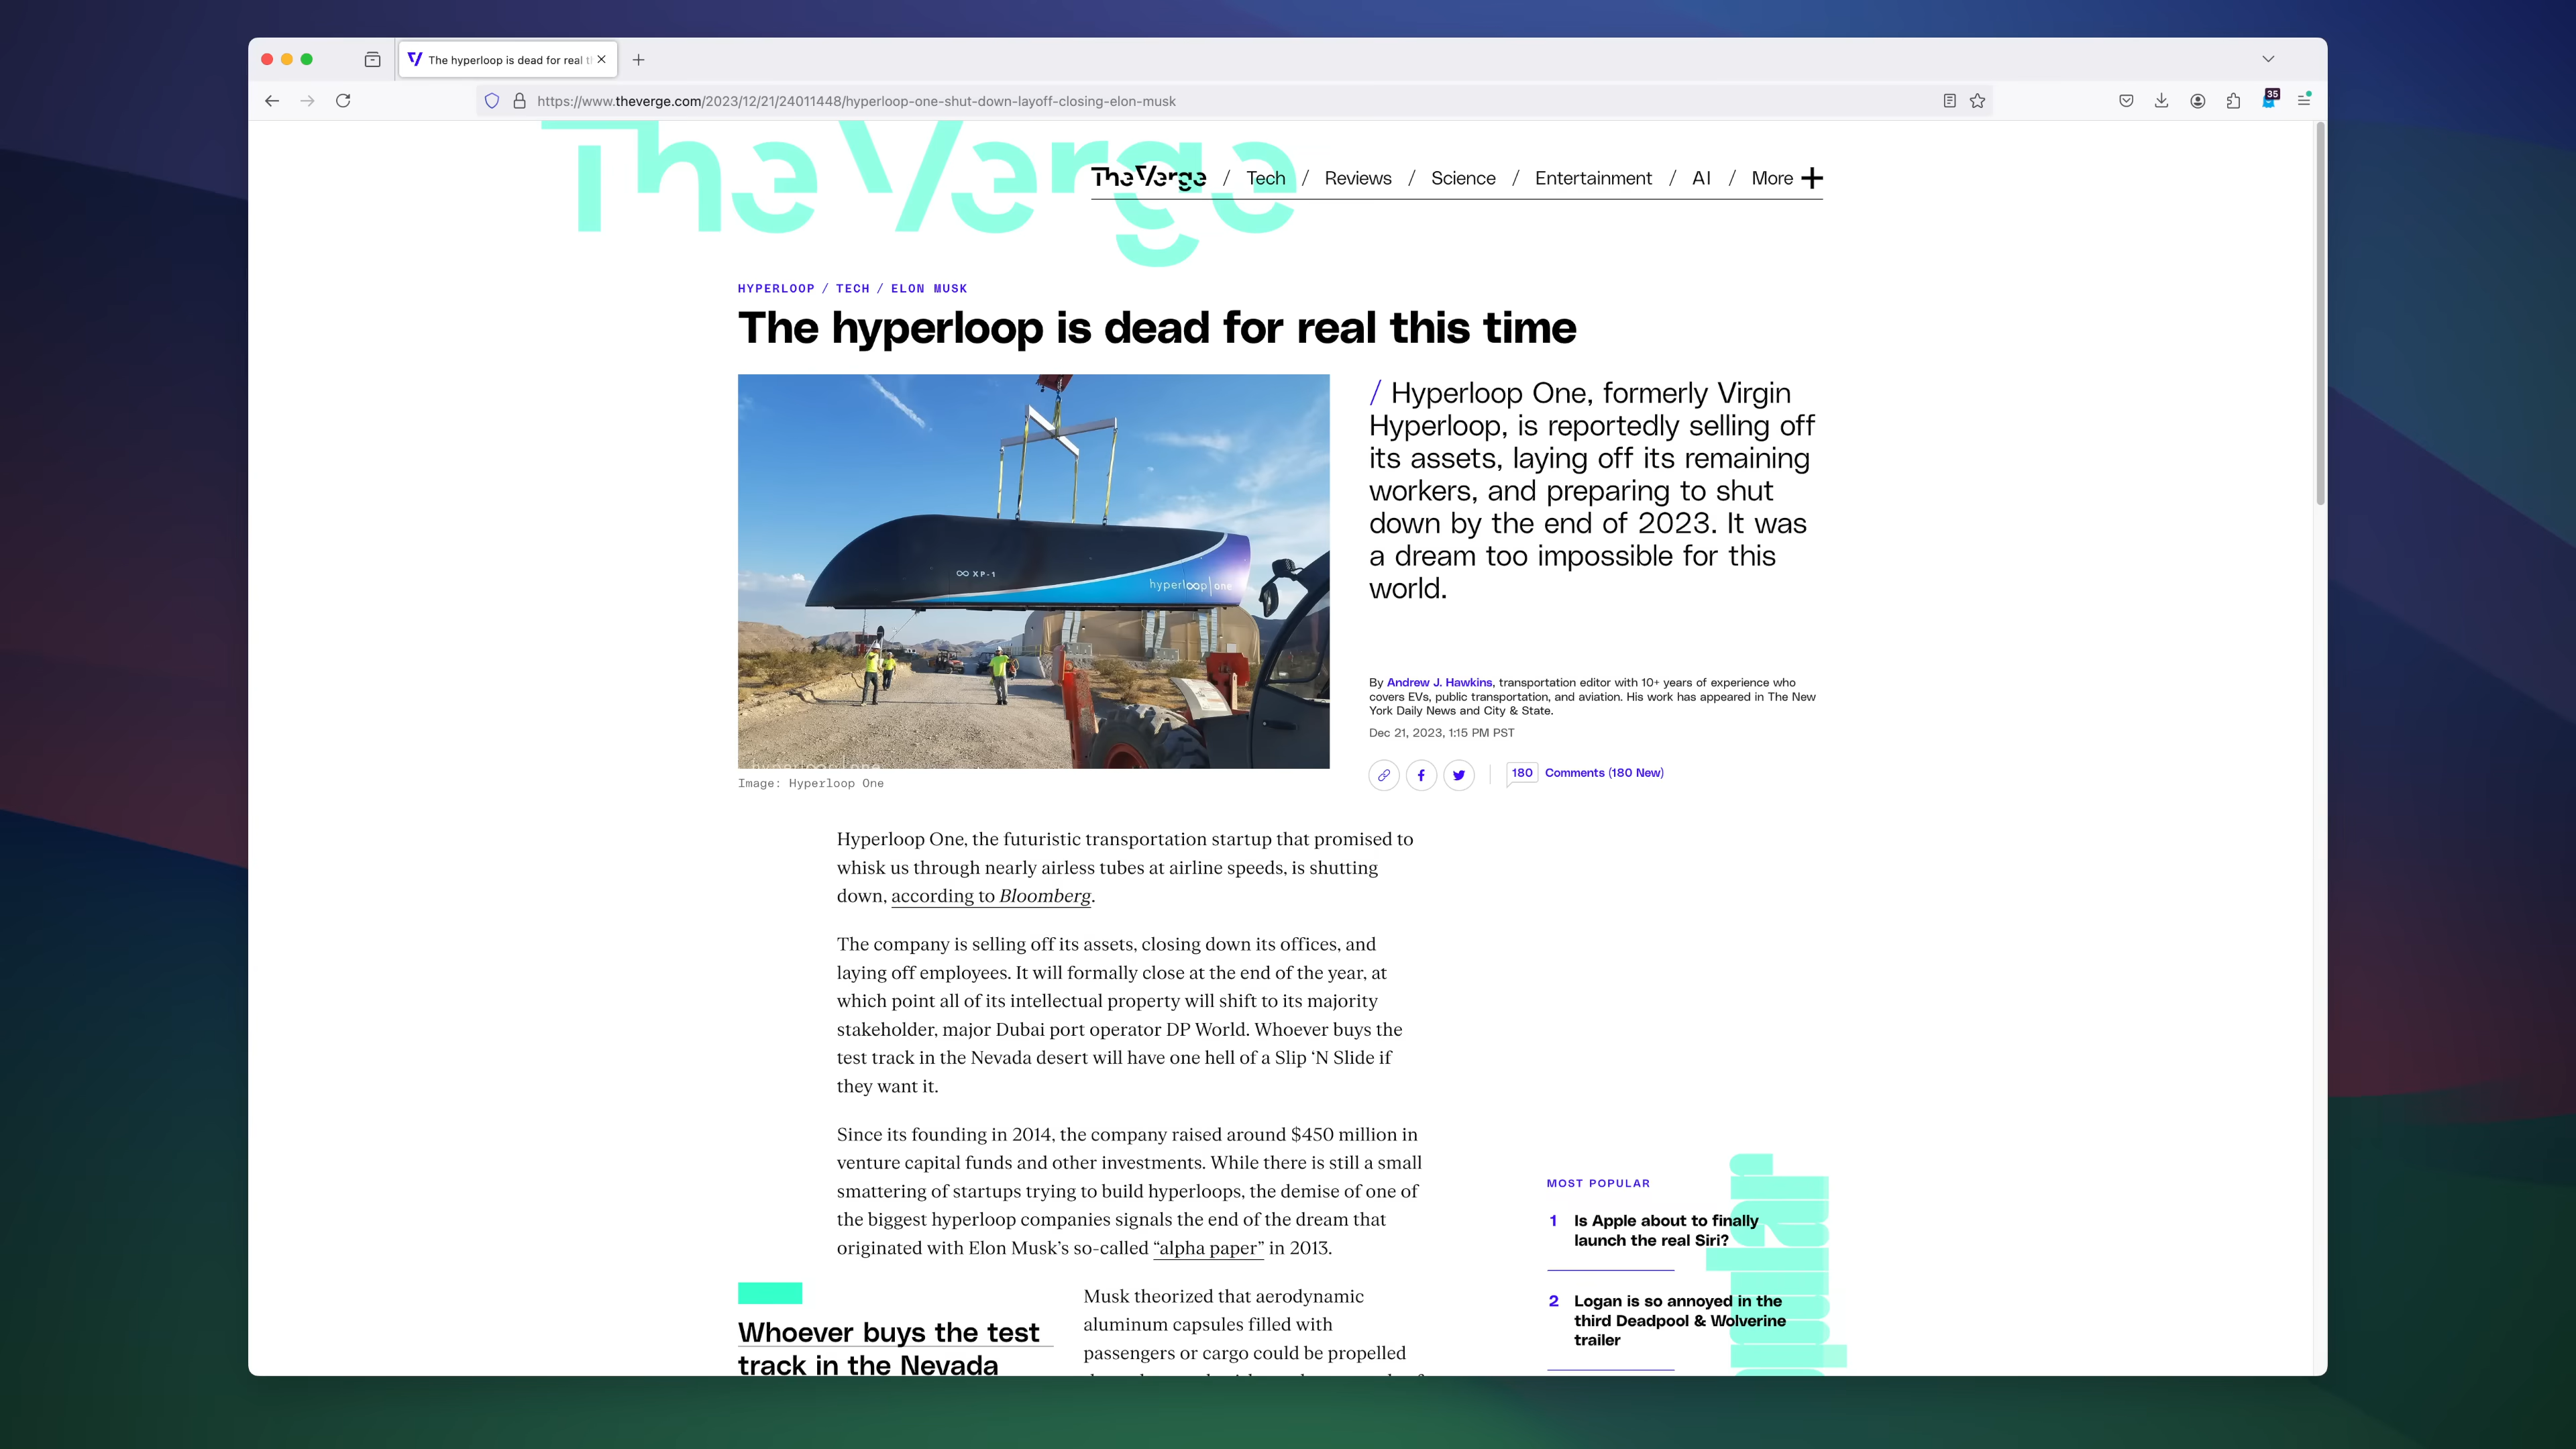 The hyperloop is dead for real t
https://www.theverge.com/2023/12/21/24011448/hyperloop-one-shut-down-layoff-closing-elon-musk
35
The Verge
The Verge / Tech / Reviews / Science / Entertainment / AI / More +
HYPERLOOP / TECH / ELON MUSK
The hyperloop is dead for real this time
∞ XP-1
hyperloop | one
hyperloop | one
Image: Hyperloop One
/ Hyperloop One, formerly Virgin
Hyperloop, is reportedly selling off
its assets, laying off its remaining
workers, and preparing to shut
down by the end of 2023. It was
a dream too impossible for this
world.
By Andrew J. Hawkins, transportation editor with 10+ years of experience who
covers EVs, public transportation, and aviation. His work has appeared in The New
York Daily News and City & State.
Dec 21, 2023, 1:15 PM PST
180 Comments (180 New)
Hyperloop One, the futuristic transportation startup that promised to
whisk us through nearly airless tubes at airline speeds, is shutting
down, according to Bloomberg.
The company is selling off its assets, closing down its offices, and
laying off employees. It will formally close at the end of the year, at
which point all of its intellectual property will shift to its majority
stakeholder, major Dubai port operator DP World. Whoever buys the
test track in the Nevada desert will have one hell of a Slip ‘N Slide if
they want it.
Since its founding in 2014, the company raised around $450 million in
venture capital funds and other investments. While there is still a small
smattering of startups trying to build hyperloops, the demise of one of
the biggest hyperloop companies signals the end of the dream that
originated with Elon Musk’s so-called “alpha paper” in 2013.
Whoever buys the test
track in the Nevada
Musk theorized that aerodynamic
aluminum capsules filled with
passengers or cargo could be propelled
MOST POPULAR
1 Is Apple about to finally
launch the real Siri?
2 Logan is so annoyed in the
third Deadpool & Wolverine
trailer